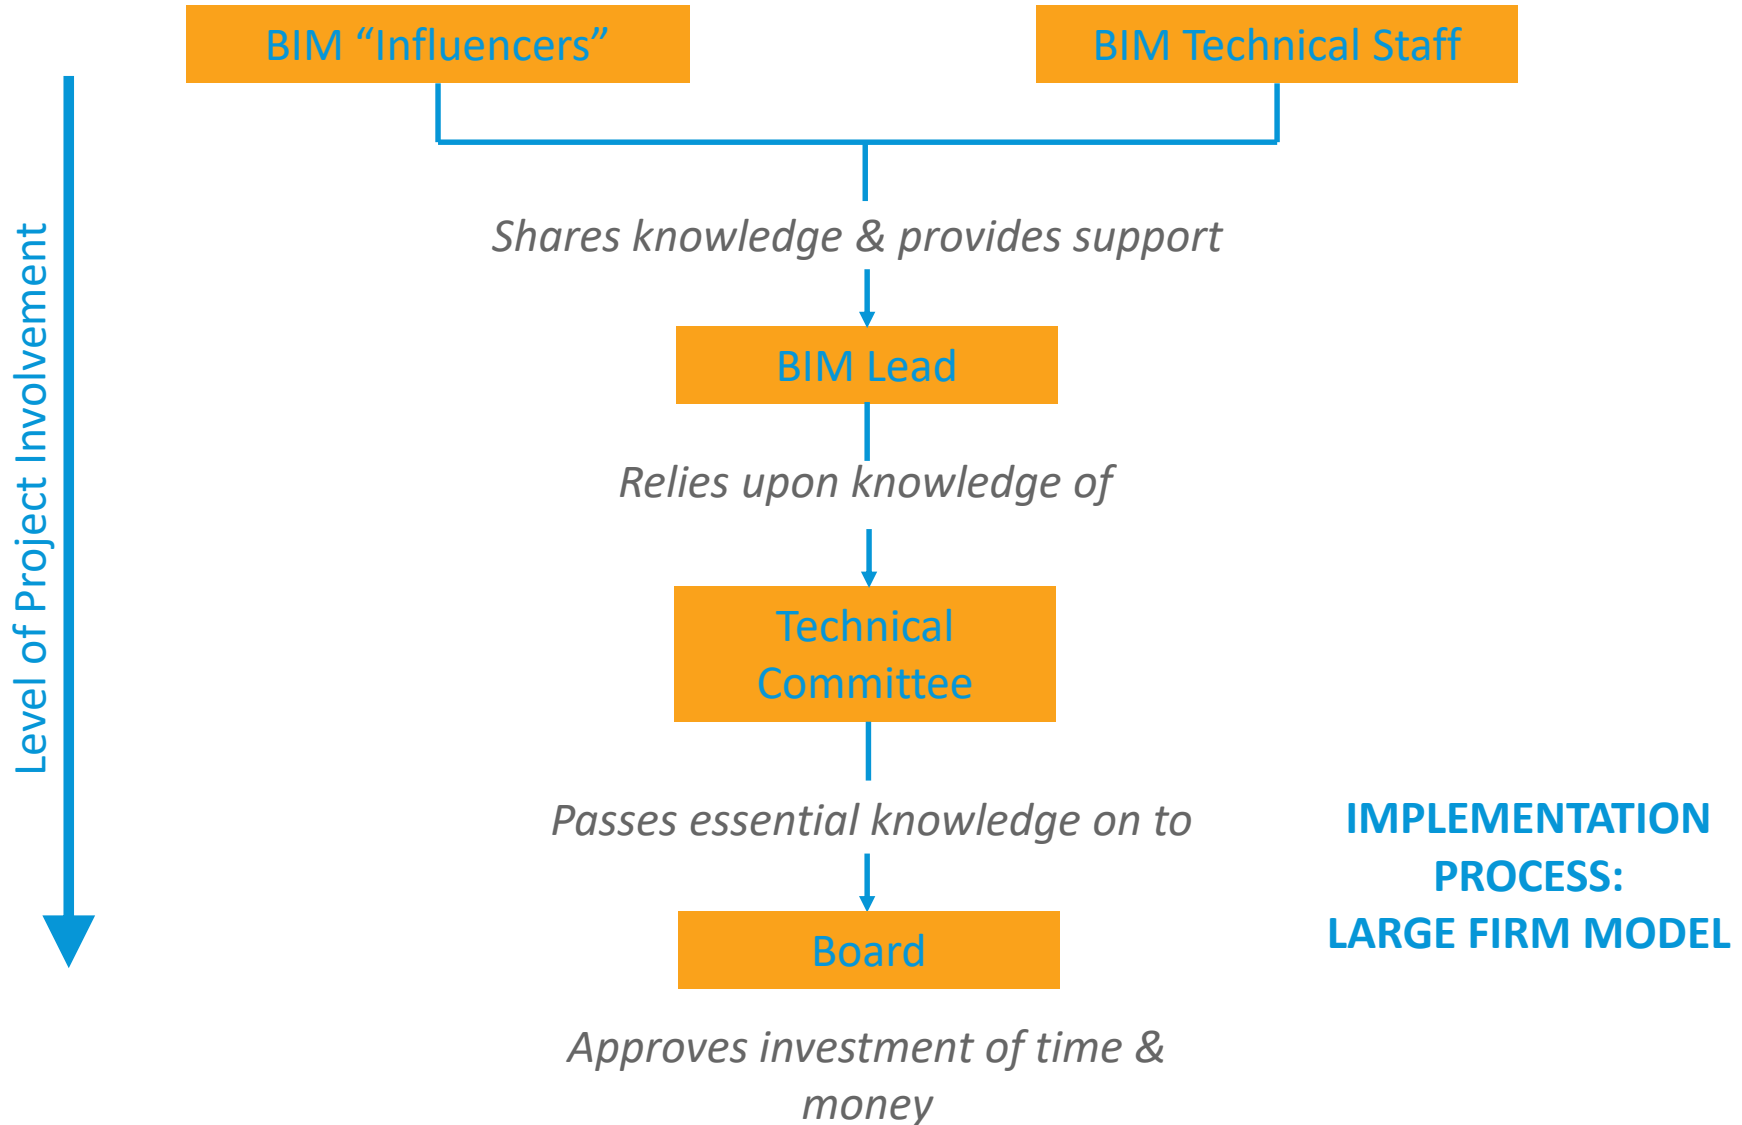 BIM “Influencers”
BIM Technical Staff
Level of Project Involvement
Shares knowledge & provides support
BIM Lead
Relies upon knowledge of
Technical
Committee
Passes essential knowledge on to
IMPLEMENTATION
PROCESS:
LARGE FIRM MODEL
Board
Approves investment of time &
money